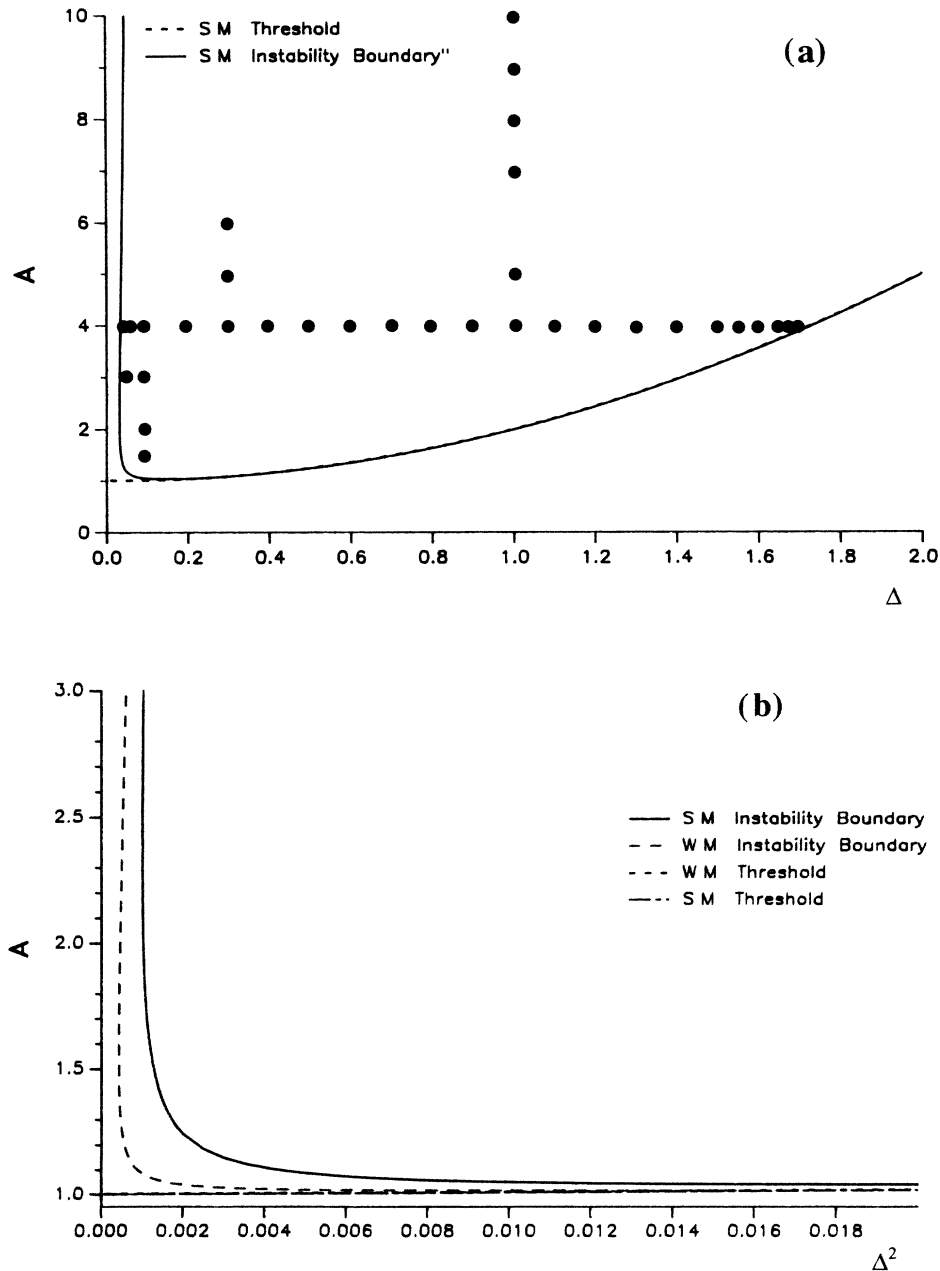 10
8
6
4
2
0
A
S M Threshold
S M Instability Boundary"
(a)
0.0 0.2 0.4 0.6 0.8 1.0 1.2 1.4 1.6 1.8 2.0
Δ
3.0
2.5
2.0
1.5
1.0
A
(b)
S M Instability Boundary
W M Instability Boundary
W M Threshold
S M Threshold
0.000 0.002 0.004 0.006 0.008 0.010 0.012 0.014 0.016 0.018
Δ²